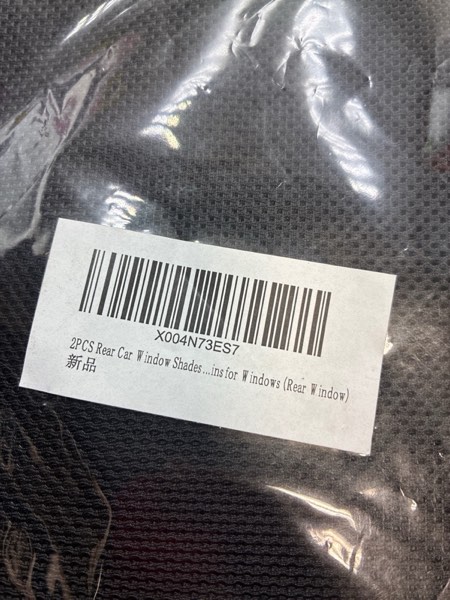 X004N73ES7
2PCS Rear Car Window Shades...ins for Windows (Rear Window)
新品